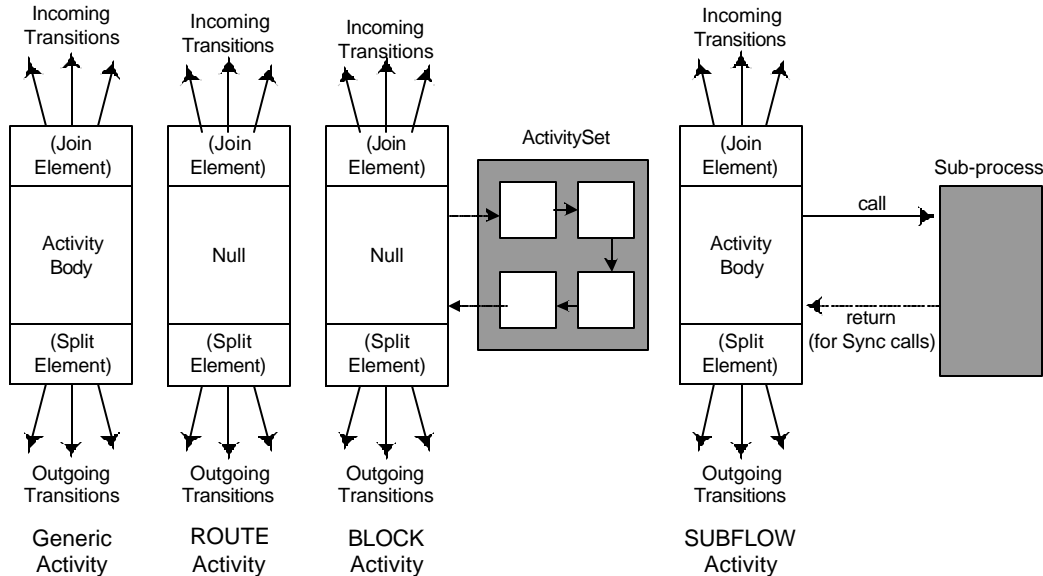 Incoming
Transitions
(Join
Element)
Activity
Body
(Split
Element)
Outgoing
Transitions
Generic
Activity
Incoming
Transitions
(Join
Element)
Null
(Split
Element)
Outgoing
Transitions
ROUTE
Activity
Incoming
Transitions
(Join
Element)
Null
(Split
Element)
Outgoing
Transitions
BLOCK
Activity
ActivitySet
Incoming
Transitions
(Join
Element)
Activity
Body
(Split
Element)
Outgoing
Transitions
SUBFLOW
Activity
call
return
(for Sync calls)
Sub-process